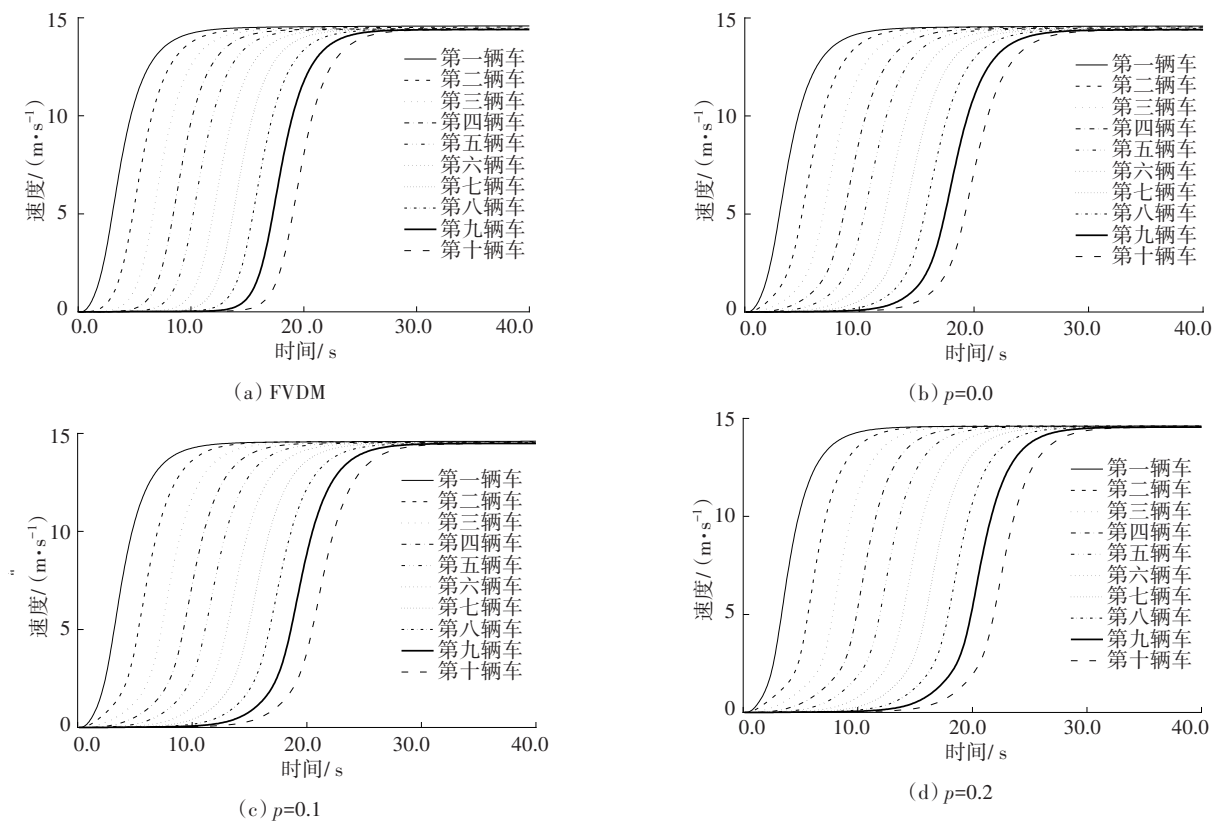 15
10
5
0
速度/(m·s⁻¹)
0.0 10.0 20.0 30.0 40.0
时间/ s
第一辆车
第二辆车
第三辆车
第四辆车
第五辆车
第六辆车
第七辆车
第八辆车
第九辆车
第十辆车
(a) FVDM
15
10
5
0
速度/(m·s⁻¹)
0.0 10.0 20.0 30.0 40.0
时间/ s
第一辆车
第二辆车
第三辆车
第四辆车
第五辆车
第六辆车
第七辆车
第八辆车
第九辆车
第十辆车
(b) p=0.0
15
10
5
0
速度/(m·s⁻¹)
0.0 10.0 20.0 30.0 40.0
时间/ s
第一辆车
第二辆车
第三辆车
第四辆车
第五辆车
第六辆车
第七辆车
第八辆车
第九辆车
第十辆车
(c) p=0.1
15
10
5
0
速度/(m·s⁻¹)
0.0 10.0 20.0 30.0 40.0
时间/ s
第一辆车
第二辆车
第三辆车
第四辆车
第五辆车
第六辆车
第七辆车
第八辆车
第九辆车
第十辆车
(d) p=0.2